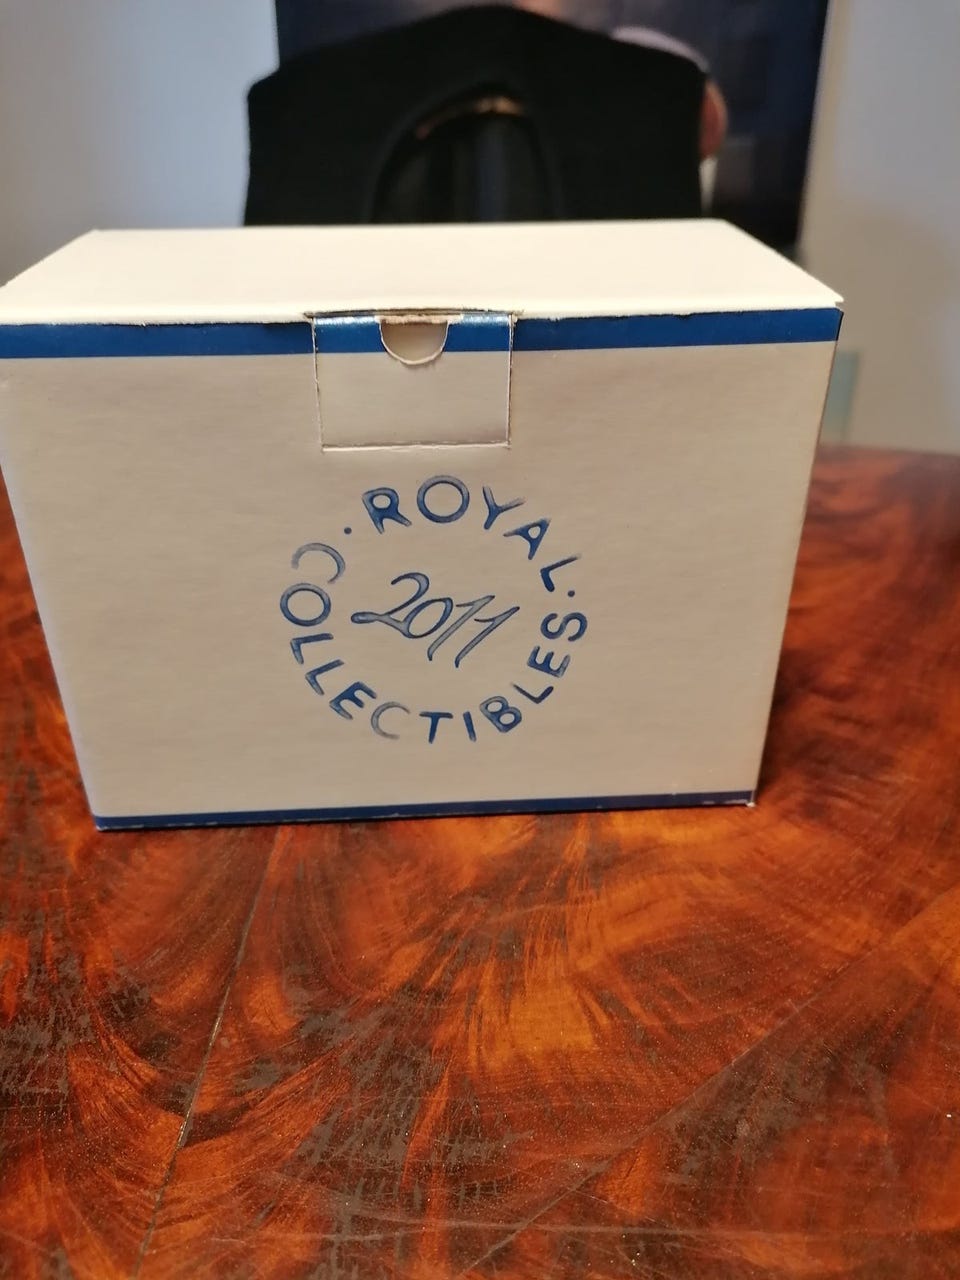 · ROYAL ·
COLLECTIBLES
2011